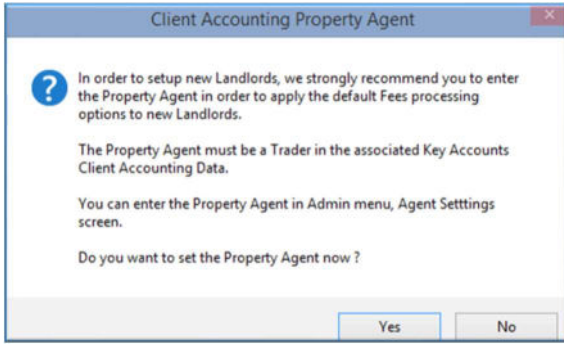 Client Accounting Property Agent
In order to setup new Landlords, we strongly recommend you to enter
the Property Agent in order to apply the default Fees processing
options to new Landlords.
The Property Agent must be a Trader in the associated Key Accounts
Client Accounting Data.
You can enter the Property Agent in Admin menu, Agent Setttings
screen.
Do you want to set the Property Agent now ?
Yes No